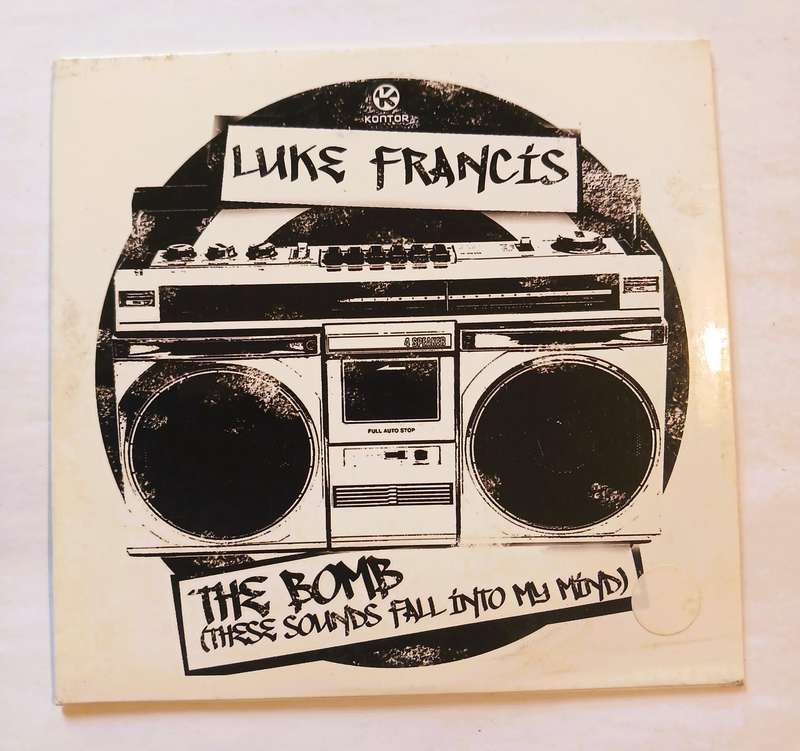 K
KONTOR
LUKE FRANCIS
4 SPEAKER
FULL AUTO STOP
THE BOMB
(THESE SOUNDS FALL INTO MY MIND)